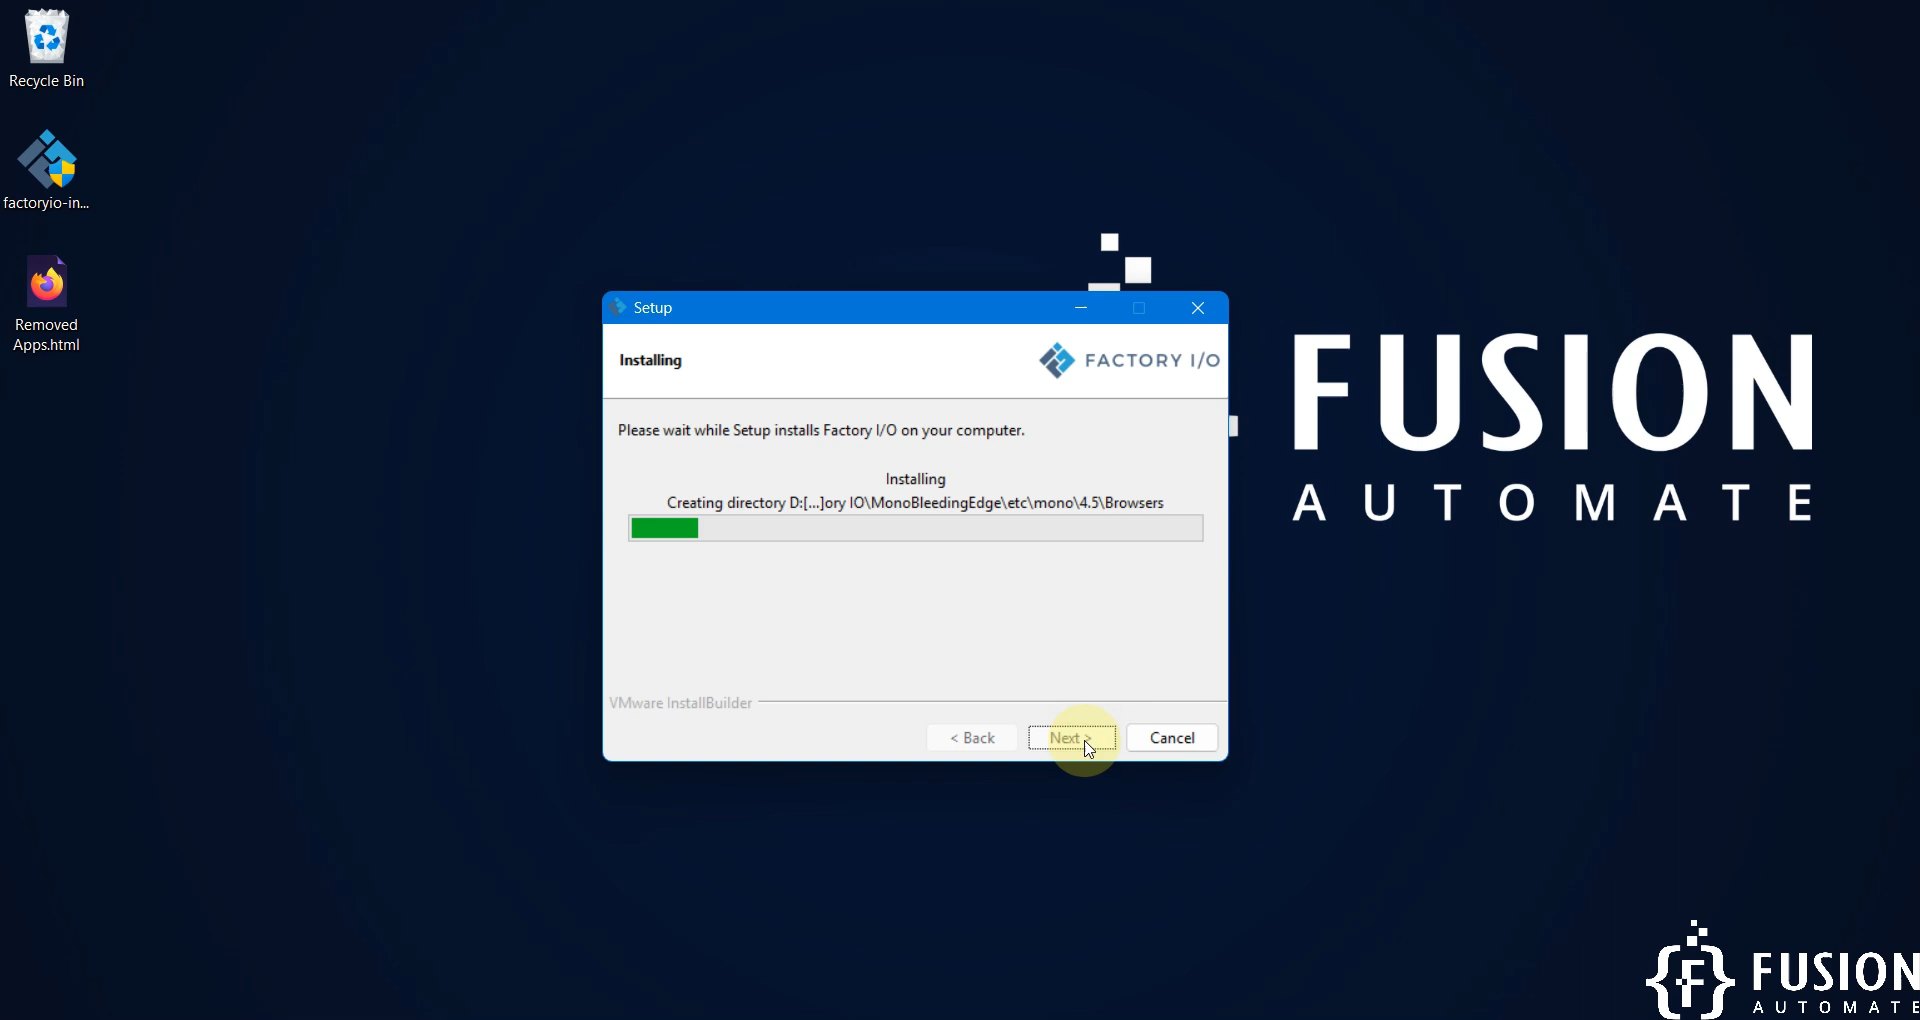 Recycle Bin
factoryio-in...
Removed
Apps.html
Setup
Installing
FACTORY I/O
Please wait while Setup installs Factory I/O on your computer.
Installing
Creating directory D:[...]ory IO\MonoBleedingEdge\etc\mono\4.5\Browsers
VMware InstallBuilder
< Back
Next >
Cancel
FUSION
AUTOMATE
F
FUSION
AUTOMATE